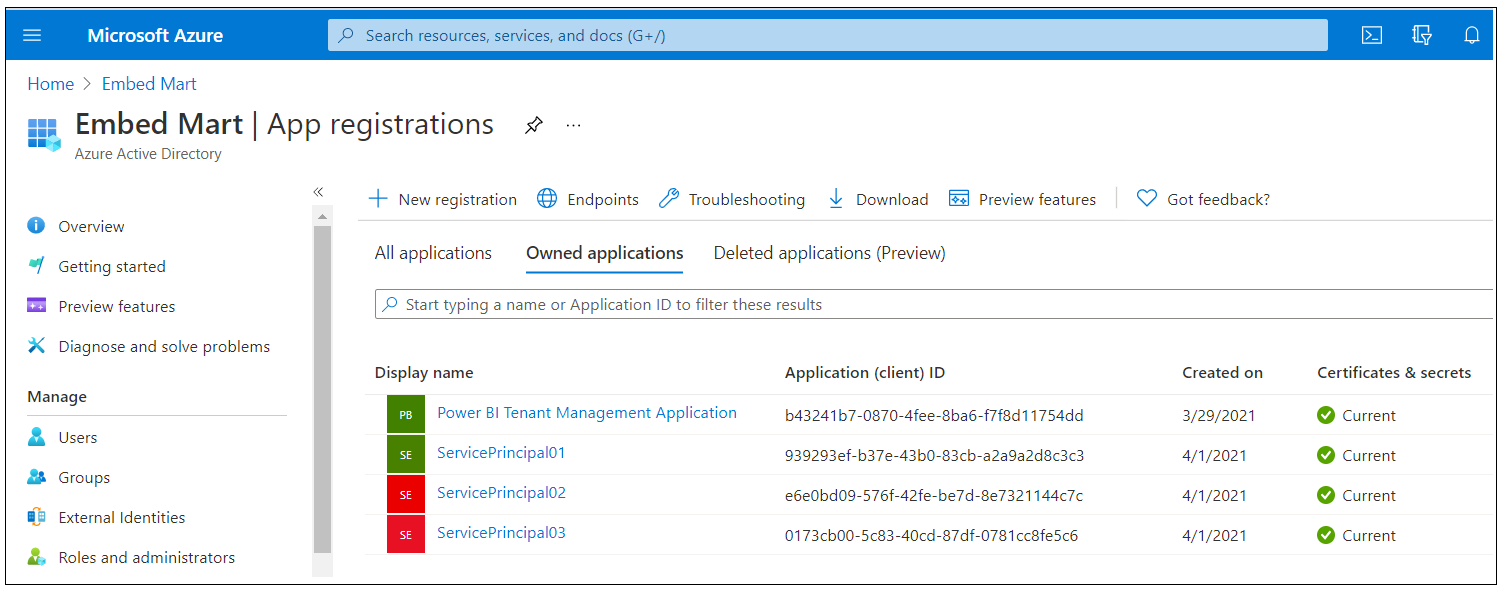 Microsoft Azure
Search resources, services, and docs (G+/)
Home > Embed Mart
Embed Mart | App registrations
Azure Active Directory
New registration Endpoints Troubleshooting Download Preview features Got feedback?
Overview
Getting started
Preview features
Diagnose and solve problems
Manage
Users
Groups
External Identities
Roles and administrators
All applications Owned applications Deleted applications (Preview)
Start typing a name or Application ID to filter these results
Display name Application (client) ID Created on Certificates & secrets
PB Power BI Tenant Management Application b43241b7-0870-4fee-8ba6-f7f8d11754dd 3/29/2021 Current
SE ServicePrincipal01 939293ef-b37e-43b0-83cb-a2a9a2d8c3c3 4/1/2021 Current
SE ServicePrincipal02 e6e0bd09-576f-42fe-be7d-8e7321144c7c 4/1/2021 Current
SE ServicePrincipal03 0173cb00-5c83-40cd-87df-0781cc8fe5c6 4/1/2021 Current